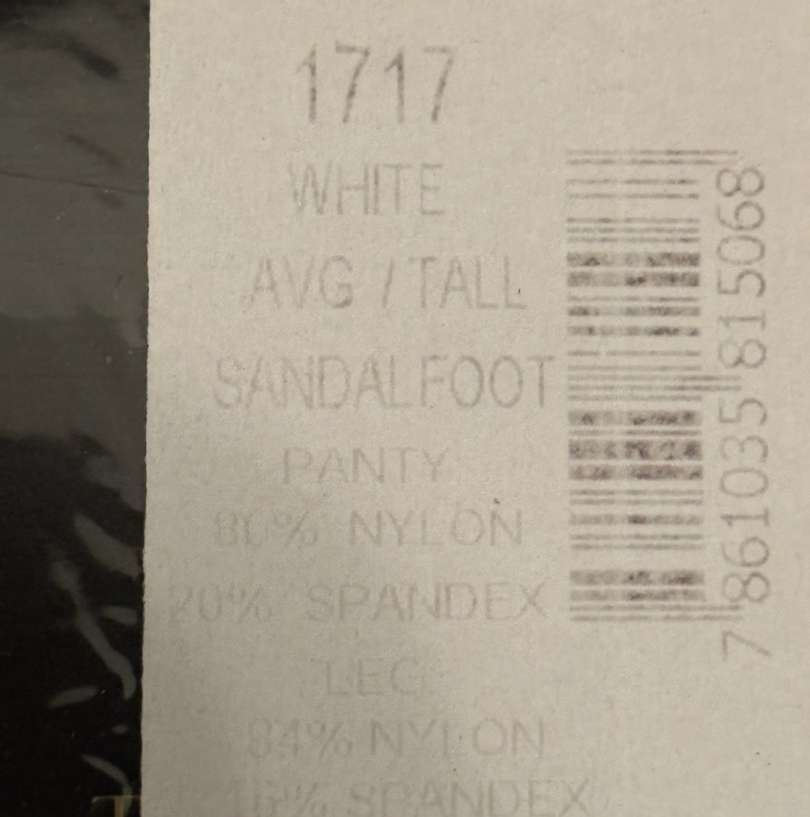 1717
WHITE
AVG / TALL
SANDALFOOT
PANTY
80% NYLON
20% SPANDEX
LEG
84% NYLON
16% SPANDEX
7 861035 815068